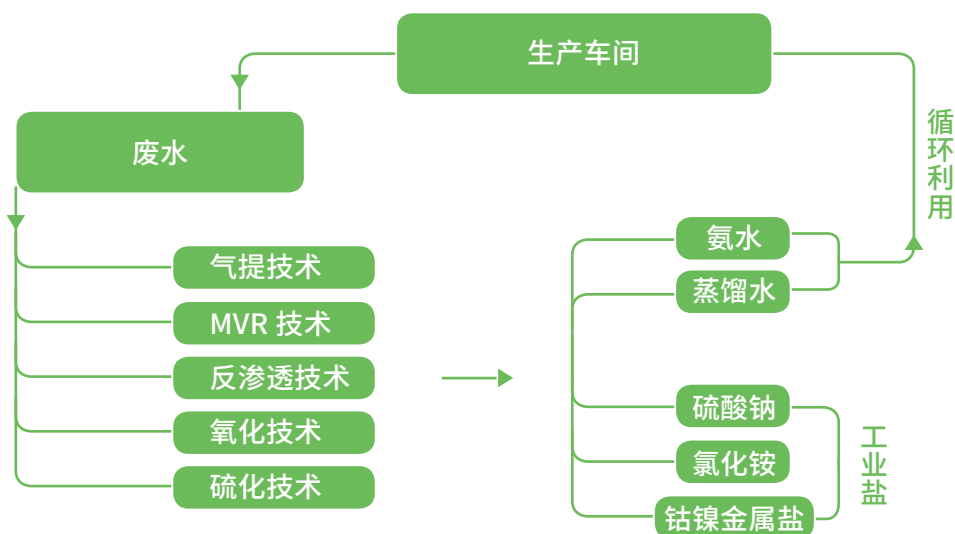 生产车间
废水
循环利用
气提技术
MVR 技术
反渗透技术
氧化技术
硫化技术
氨水
蒸馏水
硫酸钠
氯化铵
钴镍金属盐
工业盐